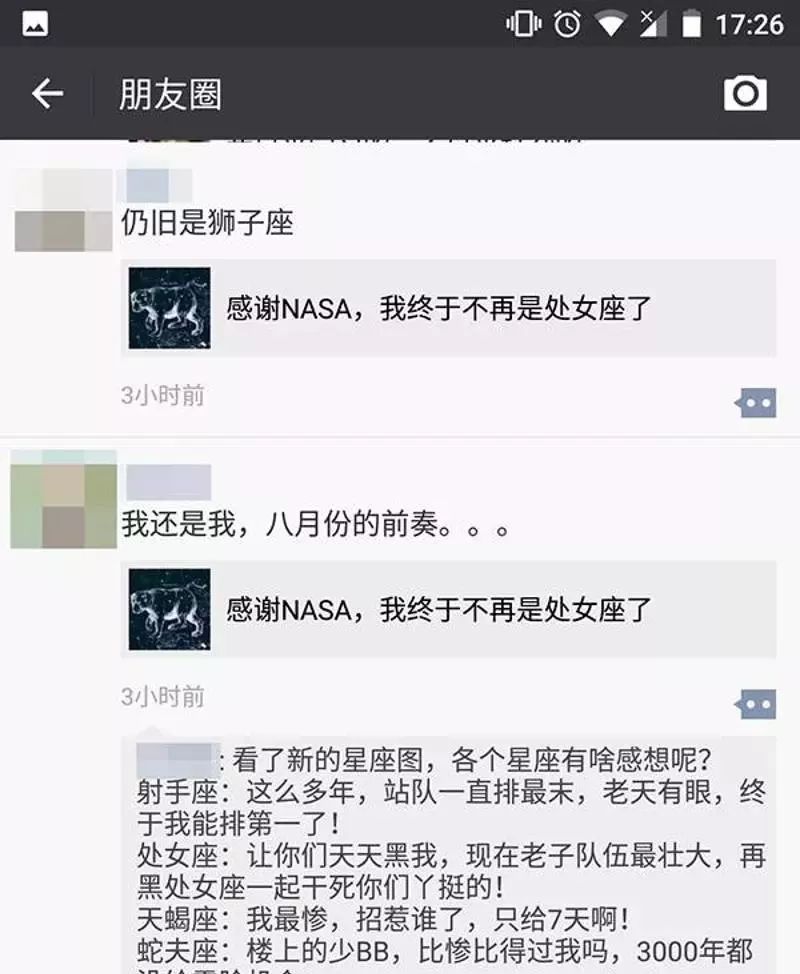 17:26
朋友圈
仍旧是狮子座
感谢NASA，我终于不再是处女座了
3小时前
我还是我，八月份的前奏。。。
感谢NASA，我终于不再是处女座了
3小时前
: 看了新的星座图，各个星座有啥感想呢？
射手座：这么多年，站队一直排最末，老天有眼，终
于我能排第一了！
处女座：让你们天天黑我，现在老子队伍最壮大，再
黑处女座一起干死你们丫挺的！
天蝎座：我最惨，招惹谁了，只给7天啊！
蛇夫座：楼上的少BB，比惨比得过我吗，3000年都